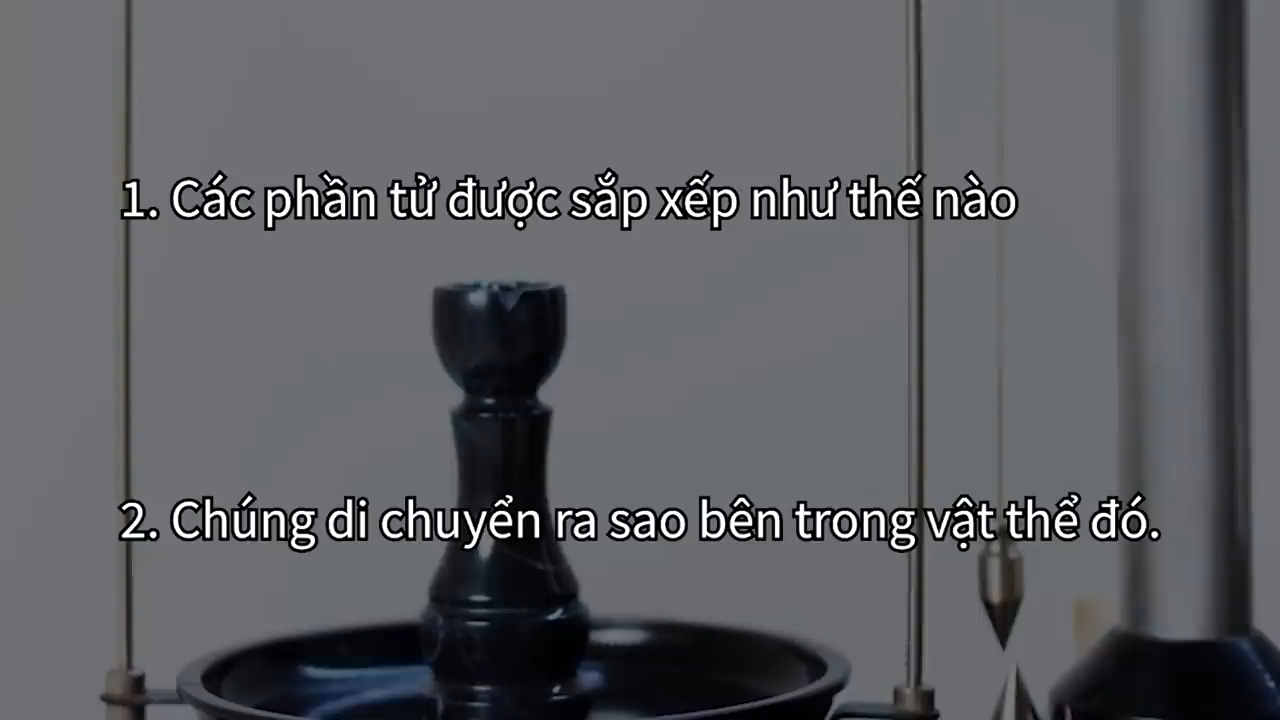 1. Các phần tử được sắp xếp như thế nào
2. Chúng di chuyển ra sao bên trong vật thể đó.